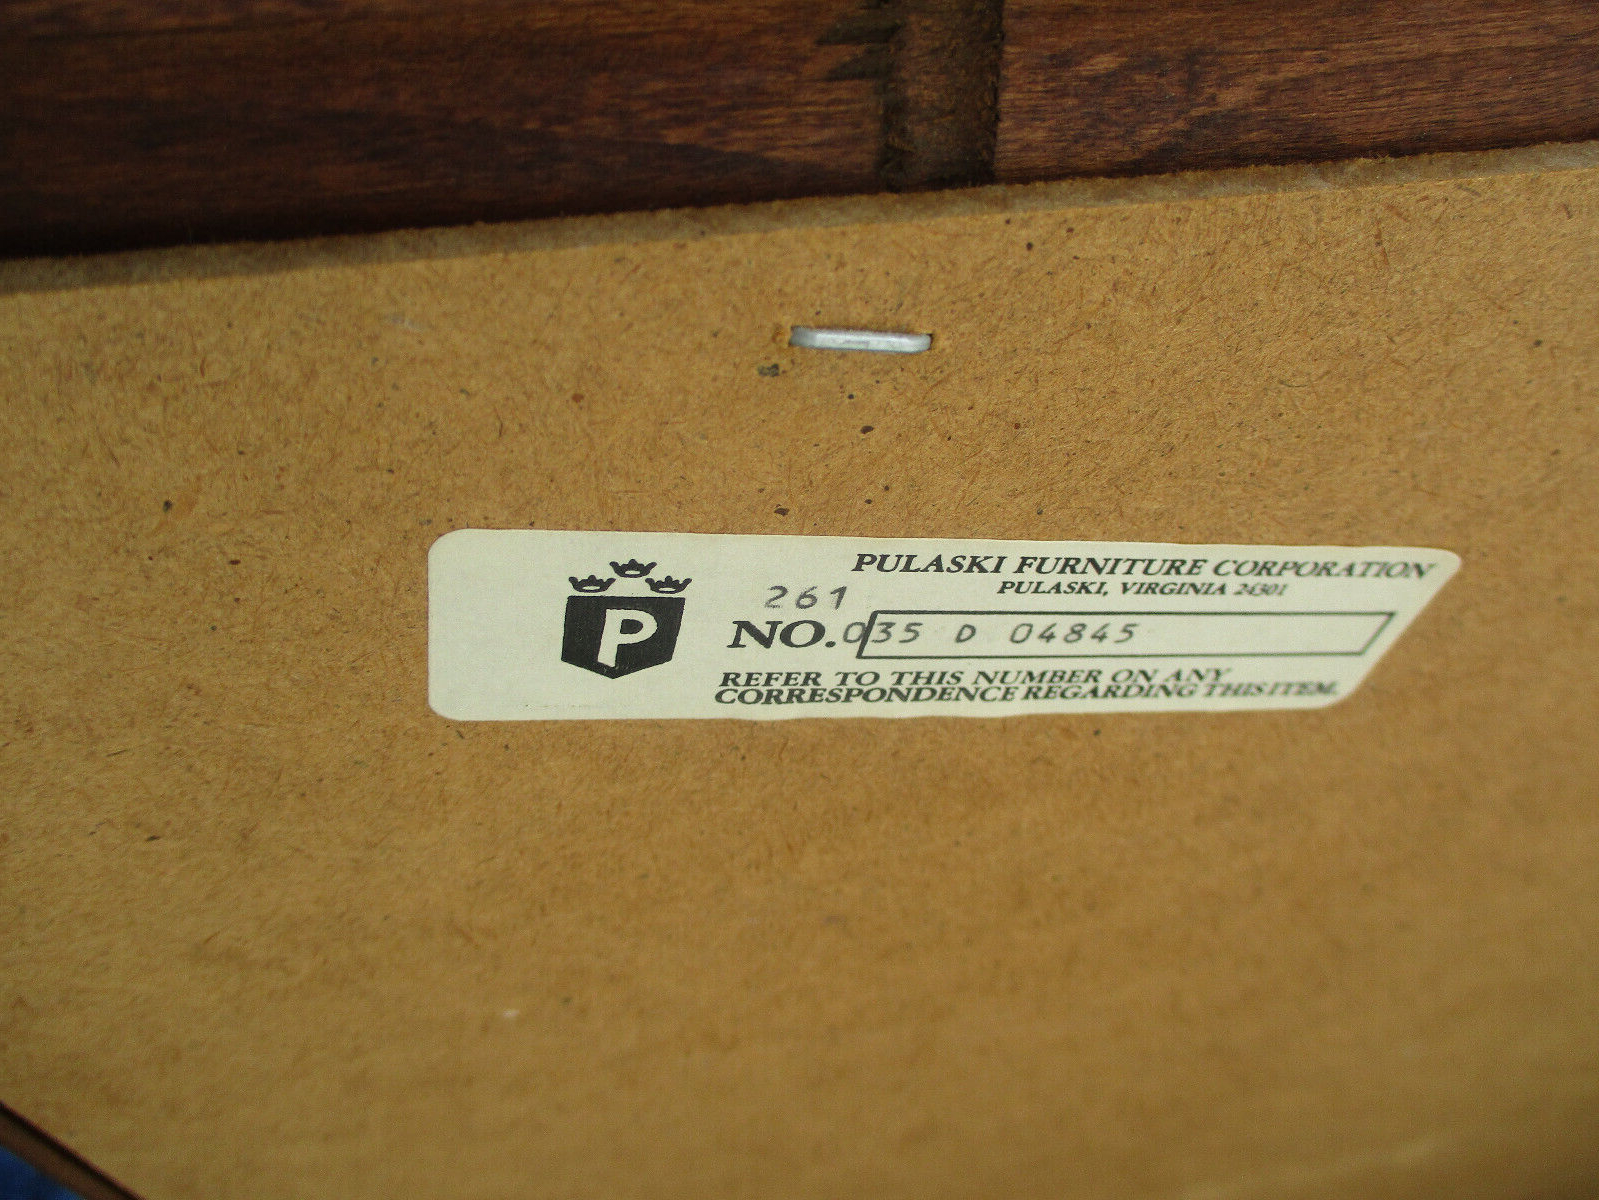 P
PULASKI FURNITURE CORPORATION
PULASKI, VIRGINIA 24301
261
NO. 035 D 04845
REFER TO THIS NUMBER ON ANY
CORRESPONDENCE REGARDING THIS ITEM.